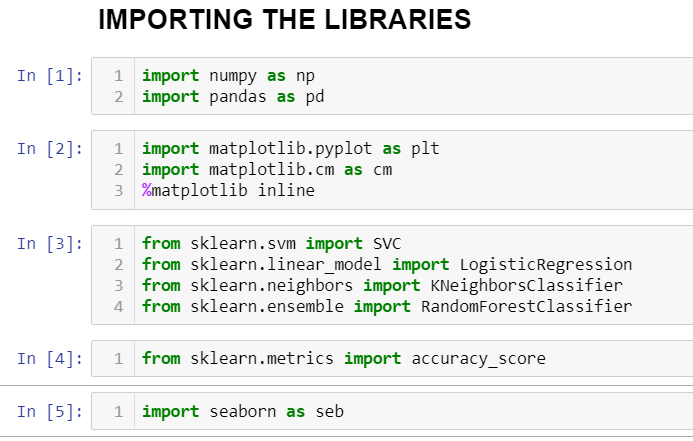 IMPORTING THE LIBRARIES
In [1]: 1 import numpy as np
2 import pandas as pd
In [2]: 1 import matplotlib.pyplot as plt
2 import matplotlib.cm as cm
3 %matplotlib inline
In [3]: 1 from sklearn.svm import SVC
2 from sklearn.linear_model import LogisticRegression
3 from sklearn.neighbors import KNeighborsClassifier
4 from sklearn.ensemble import RandomForestClassifier
In [4]: 1 from sklearn.metrics import accuracy_score
In [5]: 1 import seaborn as seb